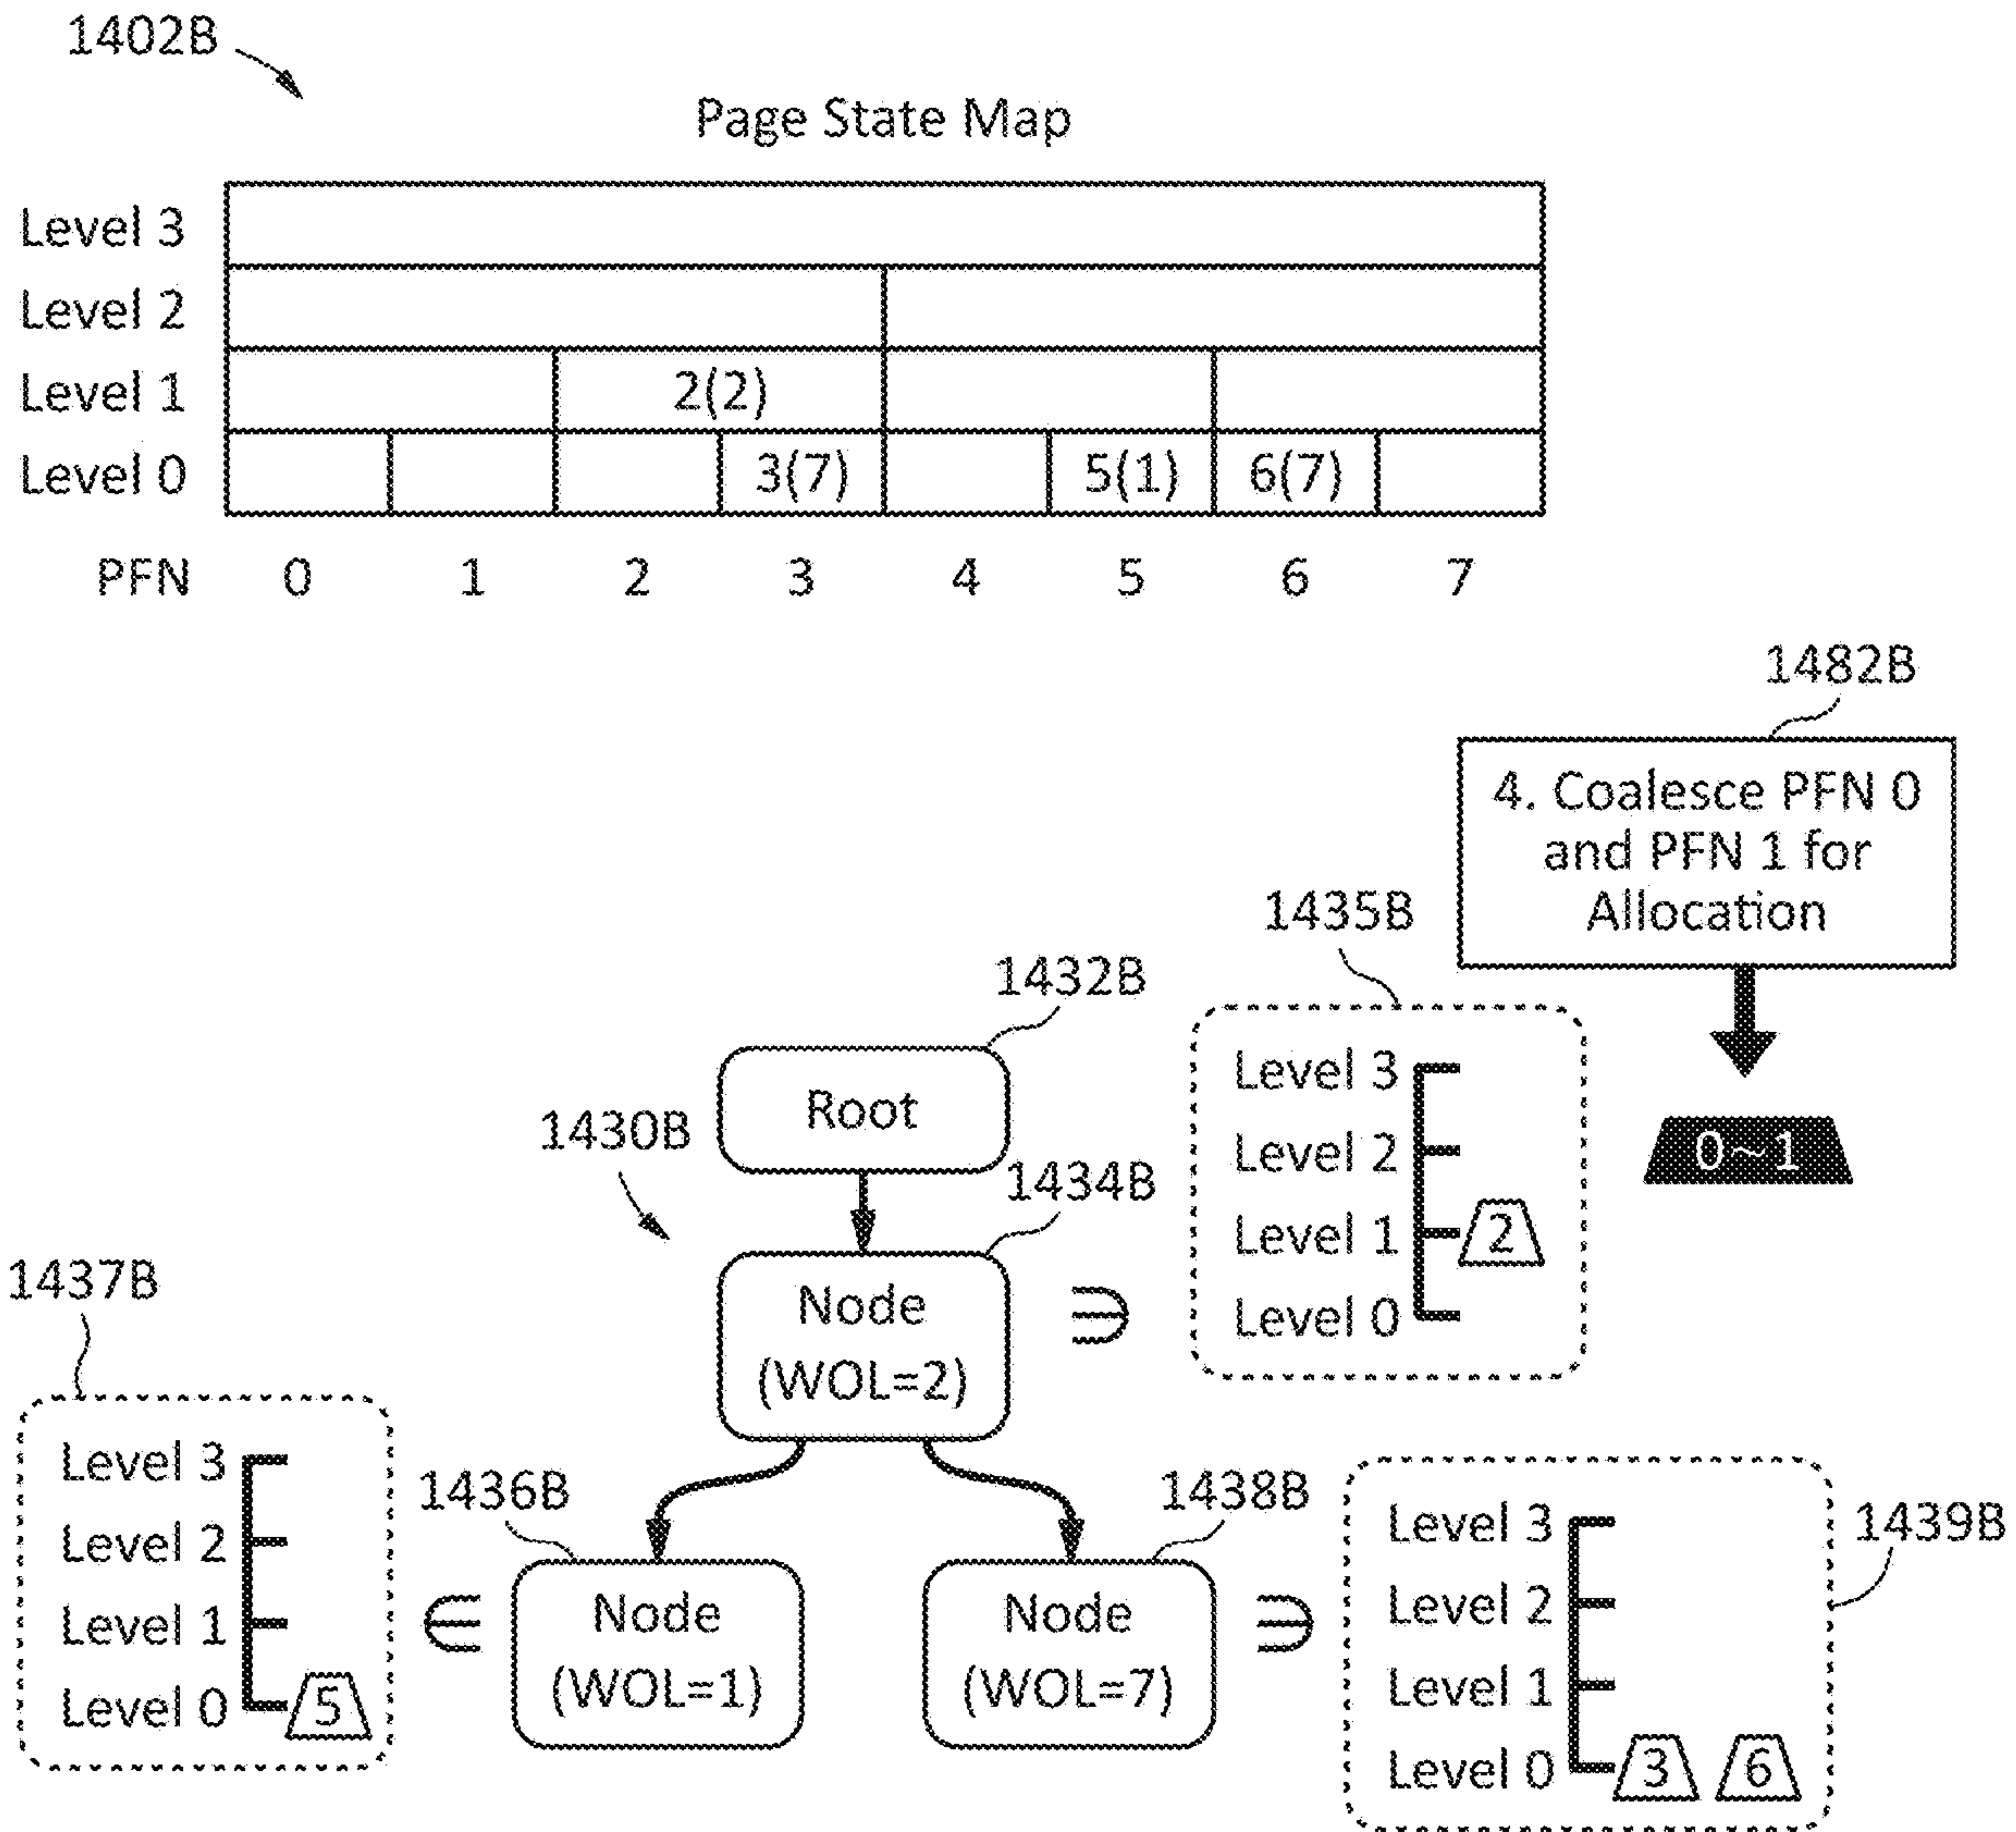 1402B
Page State Map
Level 3
Level 2
Level 1 2(2)
Level 0 3(7) 5(1) 6(7)
PFN 0 1 2 3 4 5 6 7
1482B
4. Coalesce PFN 0
and PFN 1 for
Allocation
0~1
1435B
Level 3
Level 2
Level 1 2
Level 0
1432B
Root
1430B
1434B
Node
(WOL=2)
1437B
Level 3
Level 2
Level 1
Level 0 5
1436B
Node
(WOL=1)
1438B
Node
(WOL=7)
1439B
Level 3
Level 2
Level 1
Level 0 3 6